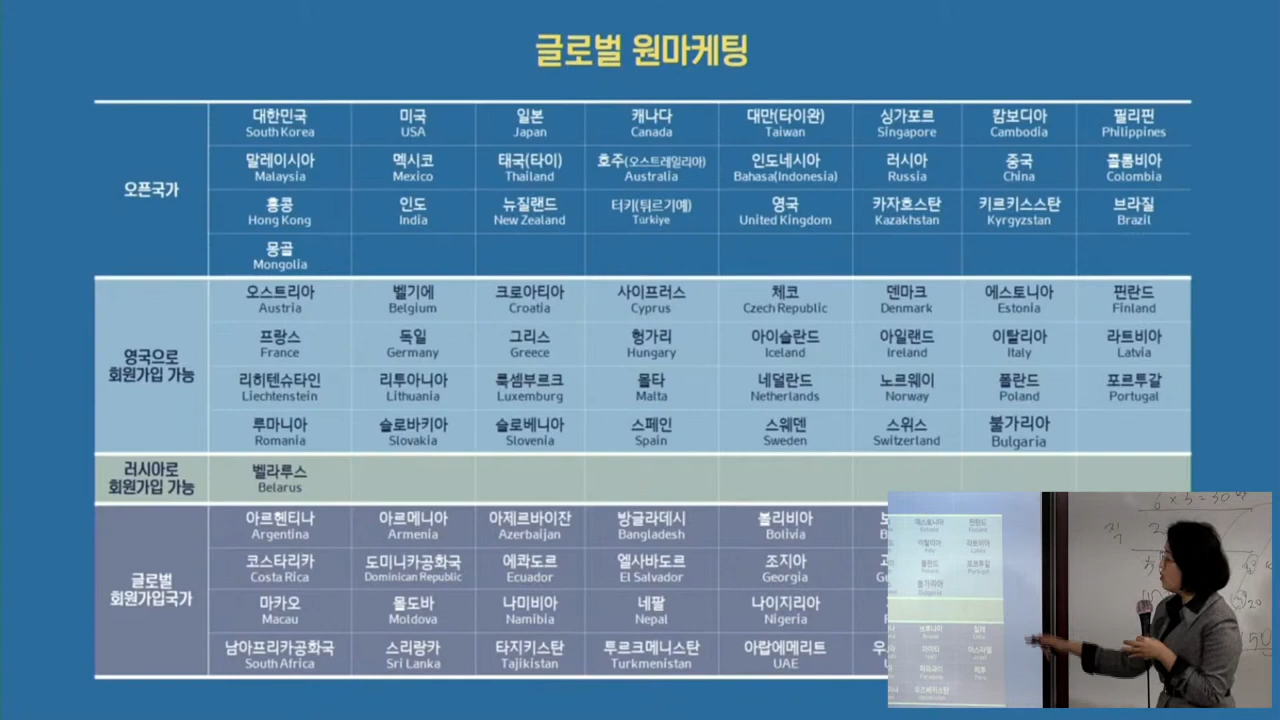 글로벌 원마케팅
오픈국가
대한민국 미국 일본 캐나다 대만(타이완) 싱가포르 캄보디아 필리핀
South Korea USA Japan Canada Taiwan Singapore Cambodia Philippines
말레이시아 멕시코 태국(타이) 호주(오스트레일리아) 인도네시아 러시아 중국 콜롬비아
Malaysia Mexico Thailand Australia Bahasa(Indonesia) Russia China Colombia
홍콩 인도 뉴질랜드 터키(튀르기예) 영국 카자흐스탄 키르키스스탄 브라질
Hong Kong India New Zealand Türkiye United Kingdom Kazakhstan Kyrgyzstan Brazil
몽골
Mongolia
영국으로
회원가입 가능
오스트리아 벨기에 크로아티아 사이프러스 체코 덴마크 에스토니아 핀란드
Austria Belgium Croatia Cyprus Czech Republic Denmark Estonia Finland
프랑스 독일 그리스 헝가리 아이슬란드 아일랜드 이탈리아 라트비아
France Germany Greece Hungary Iceland Ireland Italy Latvia
리히텐슈타인 리투아니아 룩셈부르크 몰타 네덜란드 노르웨이 폴란드 포르투갈
Liechtenstein Lithuania Luxemburg Malta Netherlands Norway Poland Portugal
루마니아 슬로바키아 슬로베니아 스페인 스웨덴 스위스 불가리아
Romania Slovakia Slovenia Spain Sweden Switzerland Bulgaria
러시아로
회원가입 가능
벨라루스
Belarus
글로벌
회원가입국가
아르헨티나 아르메니아 아제르바이잔 방글라데시 볼리비아
Argentina Armenia Azerbaijan Bangladesh Bolivia
코스타리카 도미니카공화국 에콰도르 엘사바도르 조지아
Costa Rica Dominican Republic Ecuador El Salvador Georgia
마카오 몰도바 나미비아 네팔 나이지리아
Macau Moldova Namibia Nepal Nigeria
남아프리카공화국 스리랑카 타지키스탄 투르크메니스탄 아랍에메리트
South Africa Sri Lanka Tajikistan Turkmenistan UAE